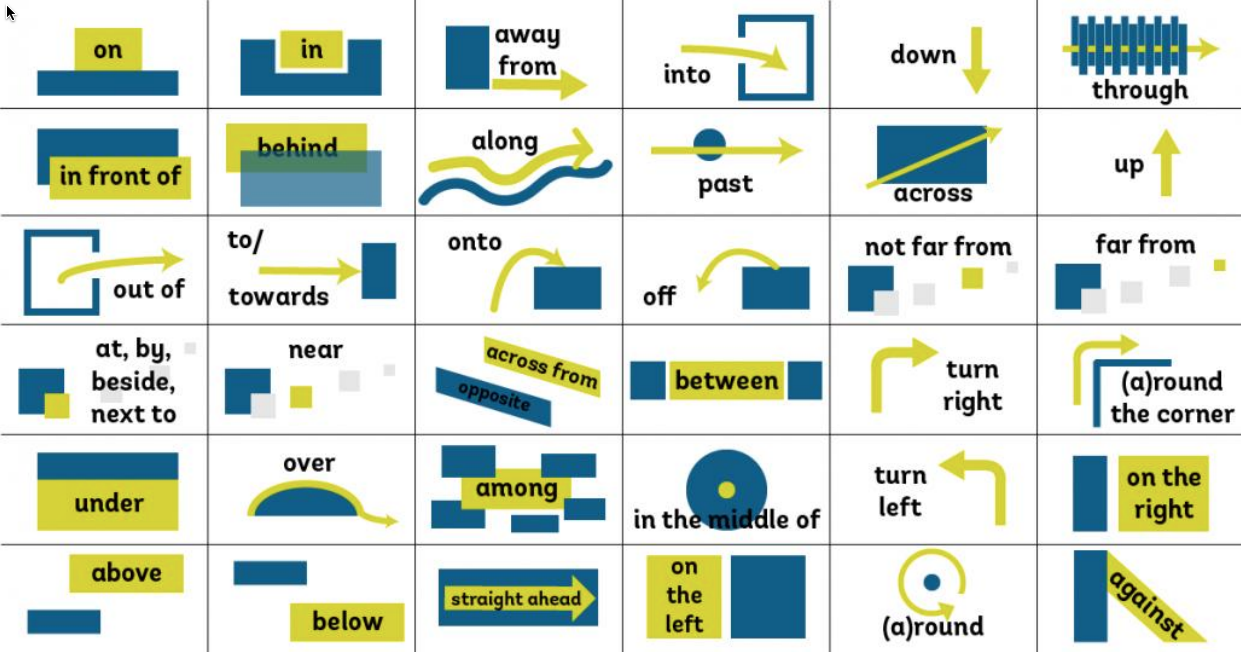 on
in
away
from
into
down
through
in front of
behind
along
past
across
up
out of
to/
towards
onto
off
not far from
far from
at, by,
beside,
next to
near
across from
opposite
between
turn
right
(a)round
the corner
under
over
among
in the middle of
turn
left
on the
right
above
below
straight ahead
on
the
left
(a)round
against